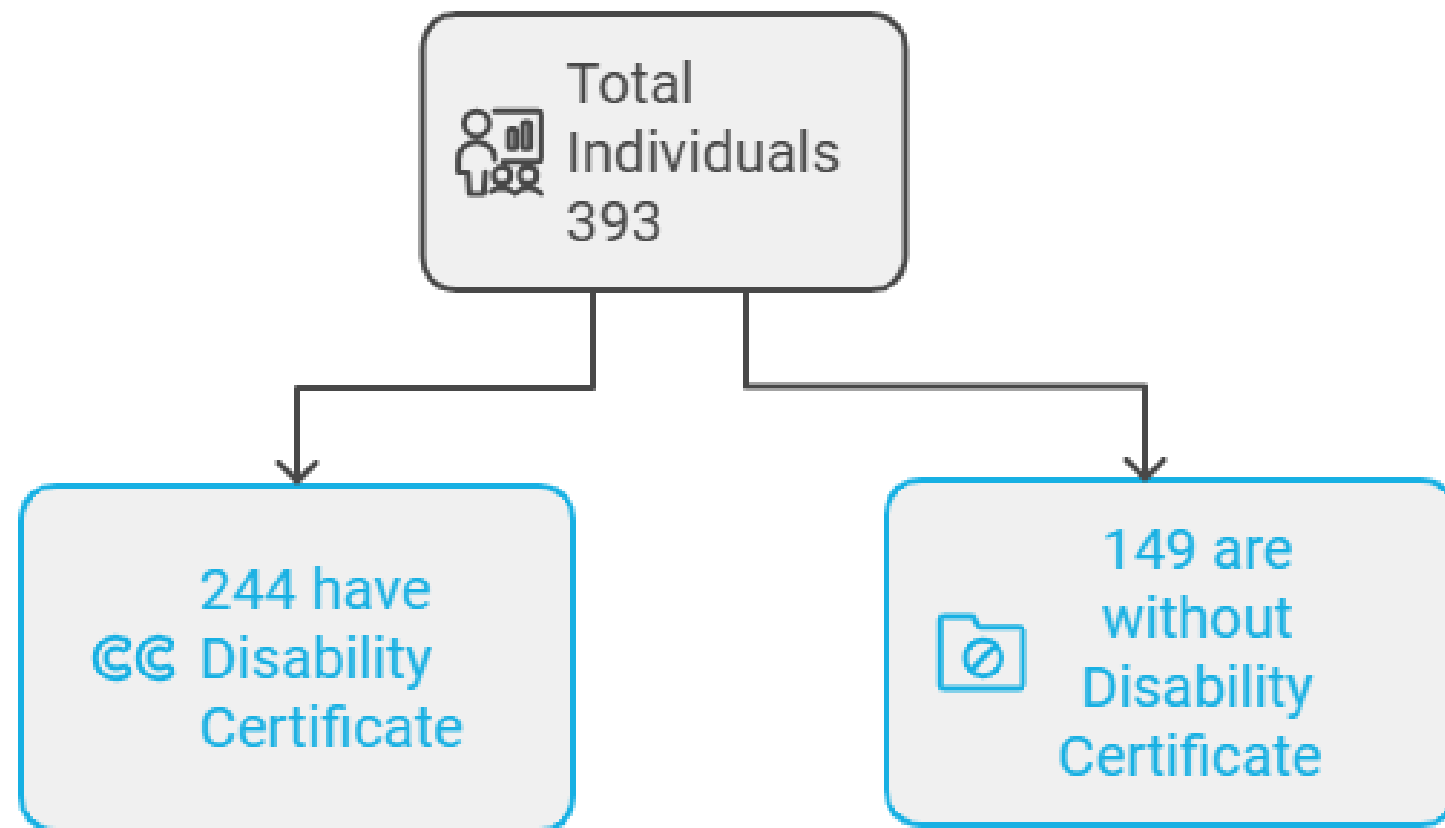 Total
Individuals
393
244 have
Disability
Certificate
149 are
without
Disability
Certificate